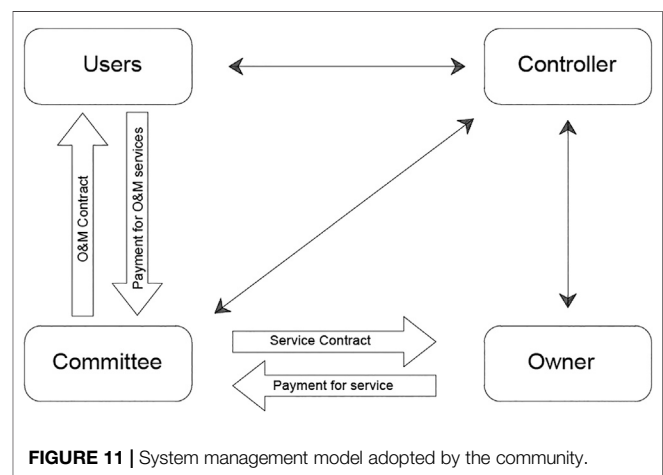 Users
Controller
O&M Contract
Payment for O&M services
Committee
Service Contract
Payment for service
Owner
FIGURE 11 | System management model adopted by the community.